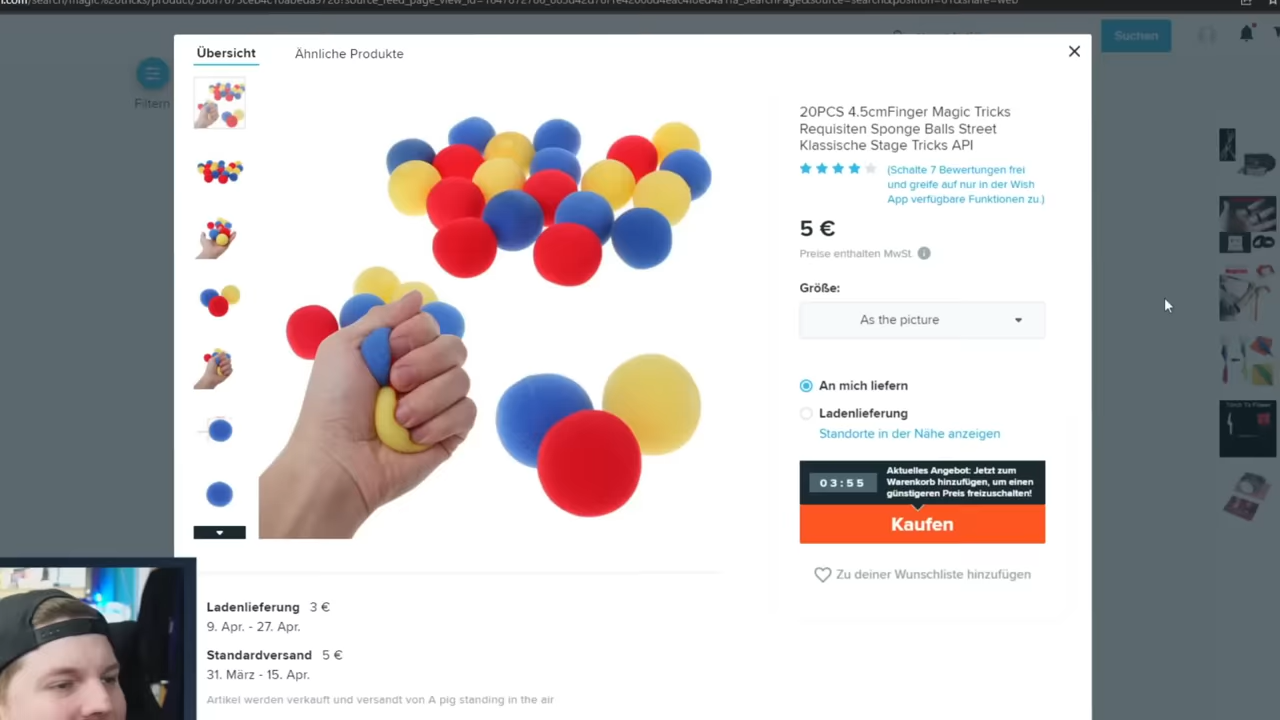 Übersicht
Ähnliche Produkte
Suchen
Filtern
20PCS 4.5cmFinger Magic Tricks
Requisiten Sponge Balls Street
Klassische Stage Tricks API
(Schalte 7 Bewertungen frei
und greife auf nur in der Wish
App verfügbare Funktionen zu.)
5 €
Preise enthalten MwSt.
Größe:
As the picture
An mich liefern
Ladenlieferung
Standorte in der Nähe anzeigen
03:55
Aktuelles Angebot: Jetzt zum
Warenkorb hinzufügen, um einen
günstigeren Preis freizuschalten!
Kaufen
Zu deiner Wunschliste hinzufügen
Ladenlieferung 3 €
9. Apr. - 27. Apr.
Standardversand 5 €
31. März - 15. Apr.
Artikel werden verkauft und versandt von A pig standing in the air